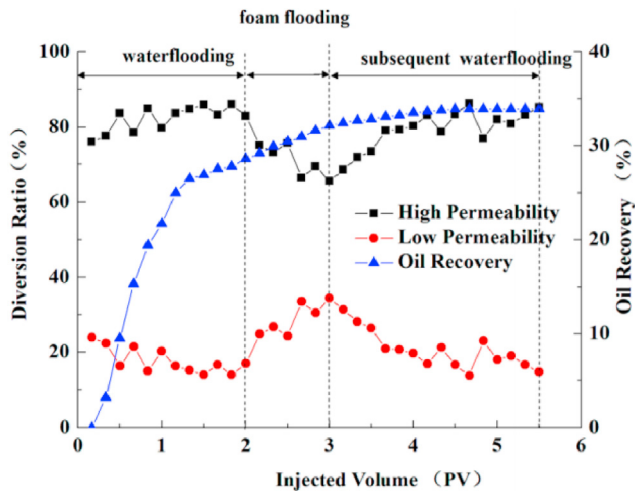 foam flooding
waterflooding
subsequent waterflooding
100
80
60
40
20
0
Diversion Ratio（%）
40
30
20
10
0
Oil Recovery（%）
High Permeability
Low Permeability
Oil Recovery
0 1 2 3 4 5 6
Injected Volume （PV）